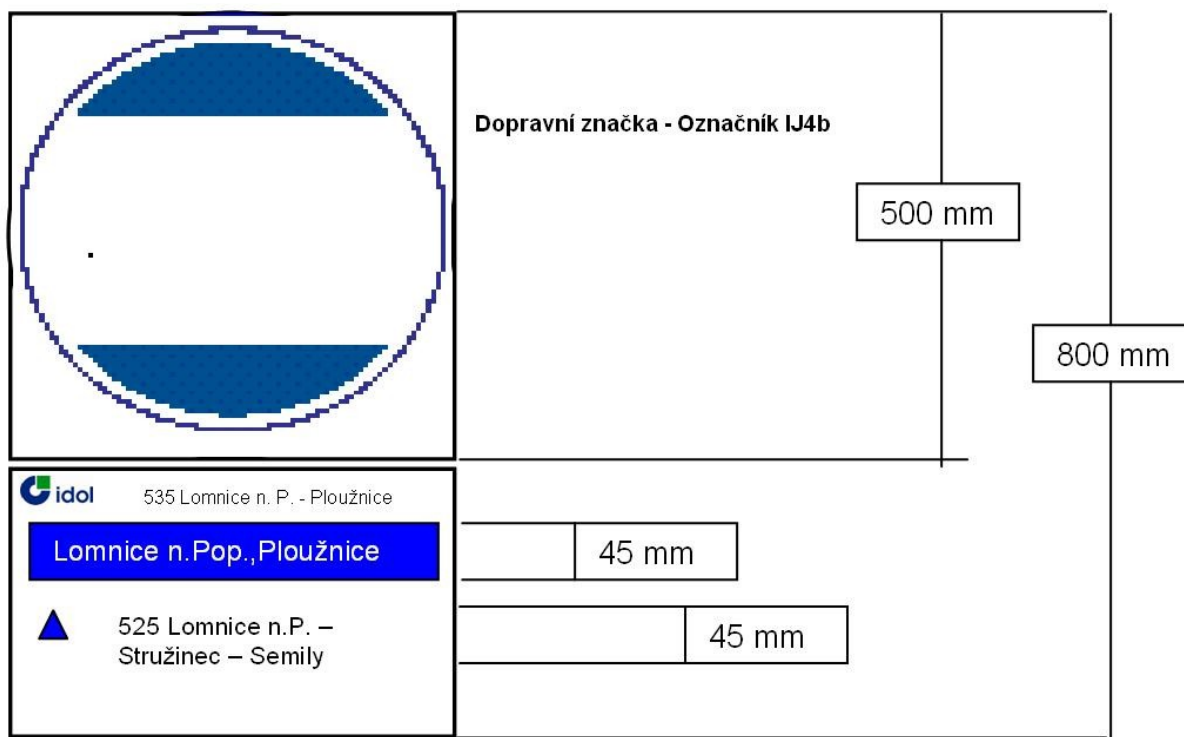 Dopravní značka - Označník IJ4b
500 mm
800 mm
idol
535 Lomnice n. P. - Ploužnice
Lomnice n.Pop.,Ploužnice
45 mm
525 Lomnice n.P. –
Stružinec – Semily
45 mm